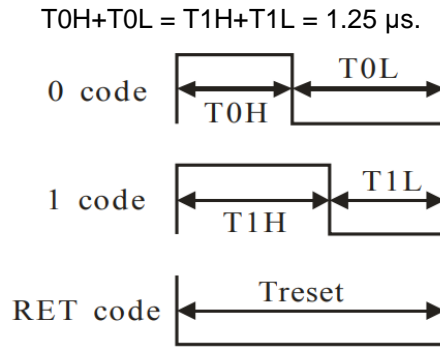 T0H+T0L = T1H+T1L = 1.25 µs.
0 code
T0H
T0L
1 code
T1H
T1L
RET code
Treset